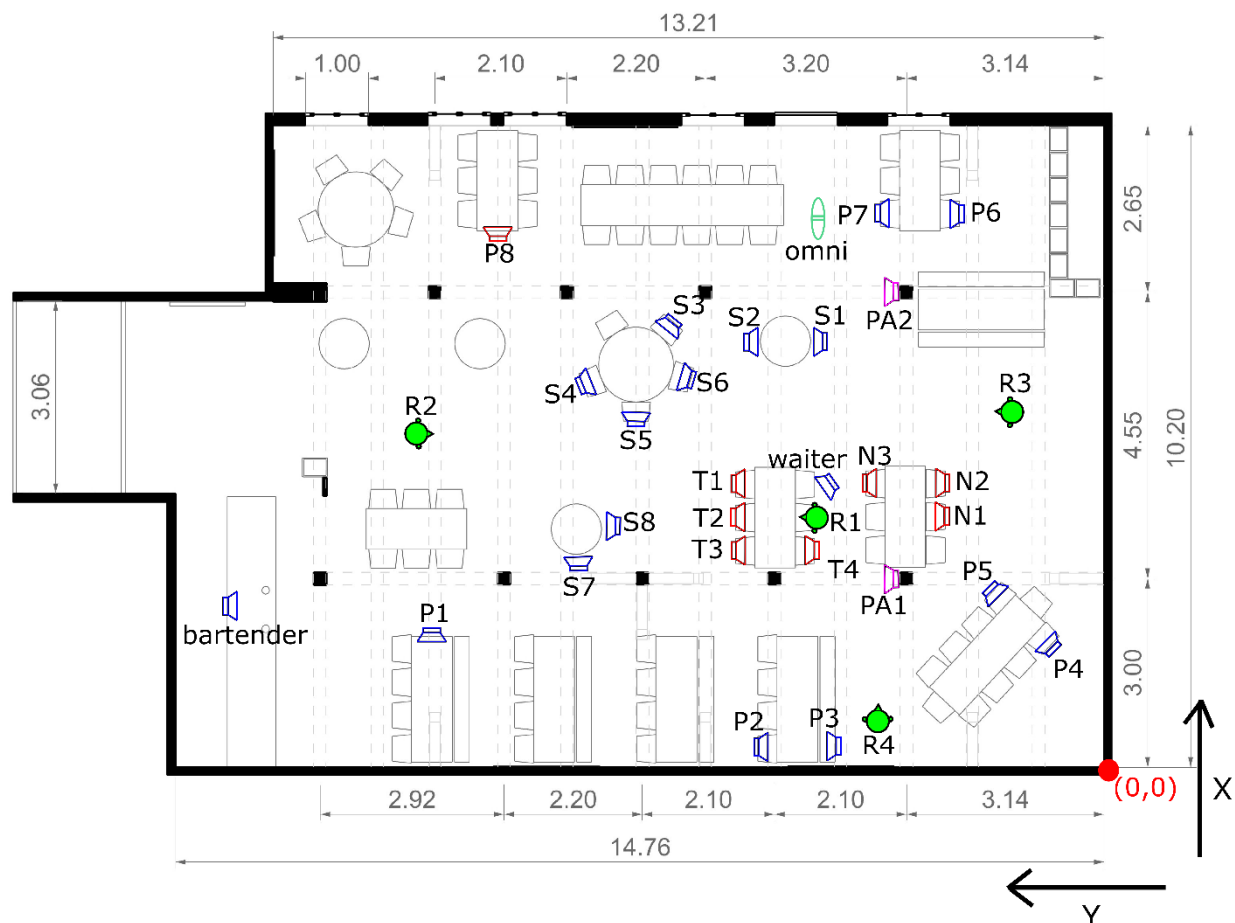 13.21
1.00 2.10 2.20 3.20 3.14
P8
omni
P7 P6
2.65
S3
S2 S1
PA2
3.06
S4 S6
R2
S5
R3
4.55
10.20
waiter N3
T1 N2
T2 R1 N1
S8
T3
T4
S7
PA1
P5
bartender
P1
P4
3.00
P2 P3
R4
(0,0)
X
2.92 2.20 2.10 2.10 3.14
14.76
Y